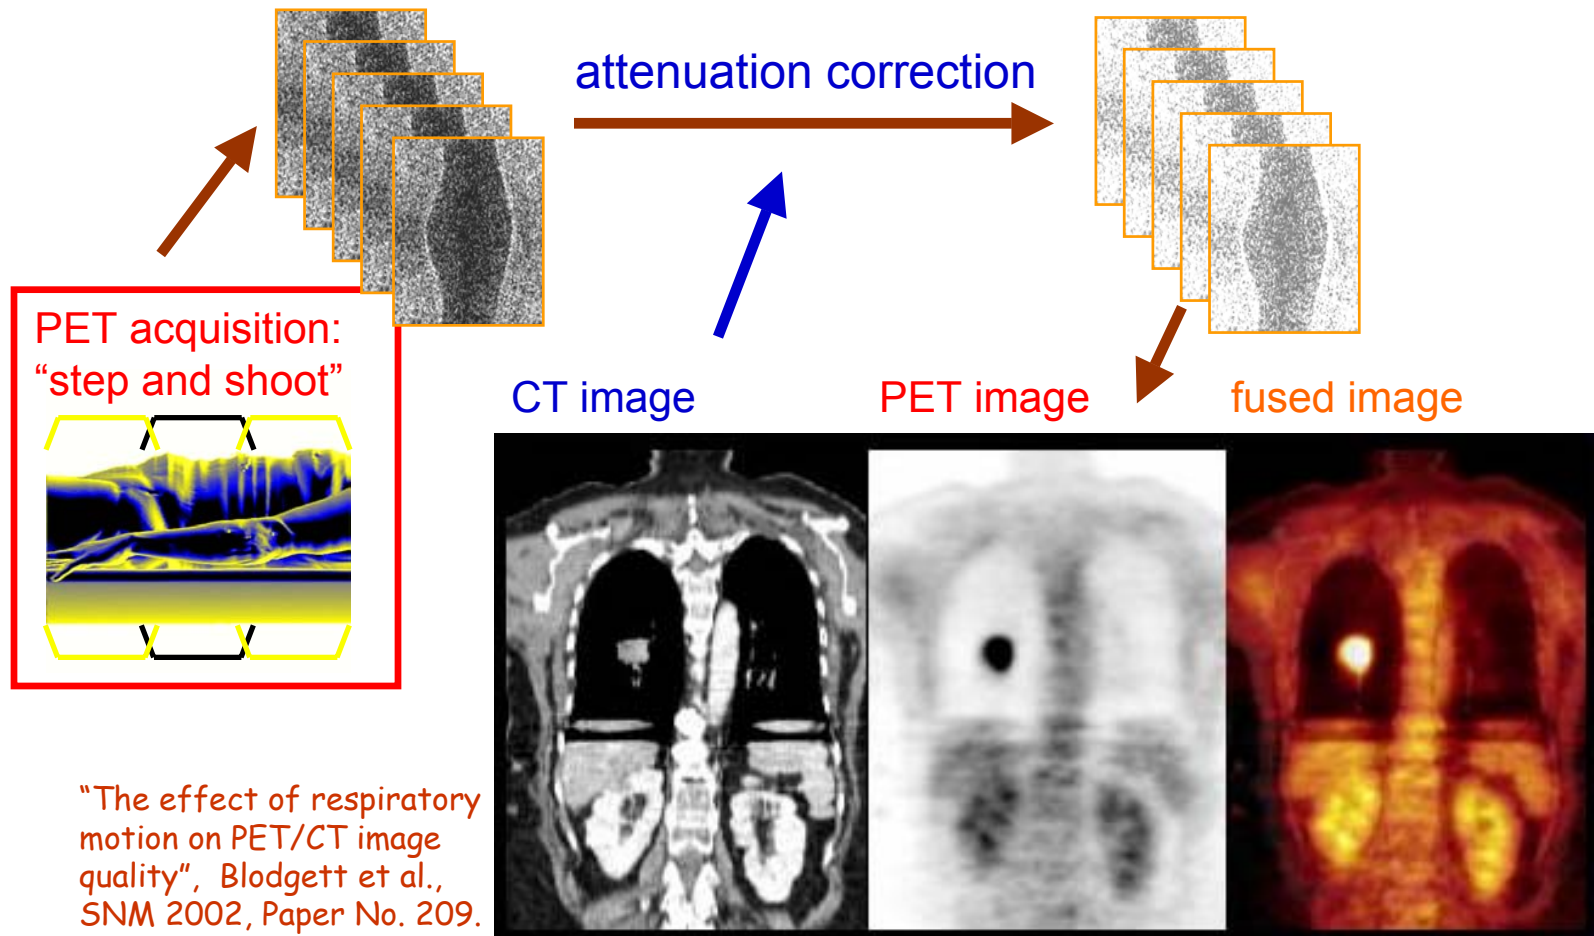 attenuation correction
PET acquisition:
“step and shoot”
CT image
PET image
fused image
“The effect of respiratory
motion on PET/CT image
quality”, Blodgett et al.,
SNM 2002, Paper No. 209.